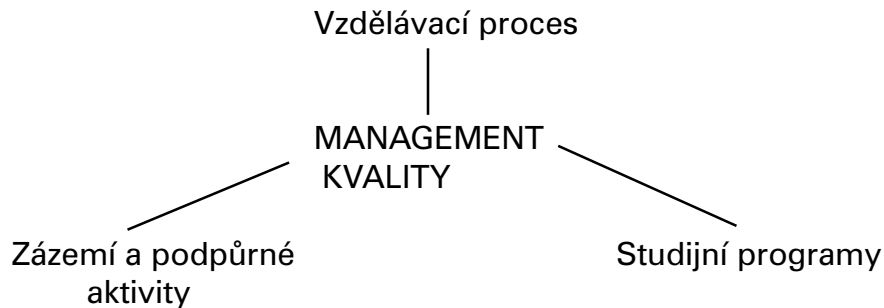 Vzdělávací proces
MANAGEMENT
KVALITY
Zázemí a podpůrné
aktivity
Studijní programy